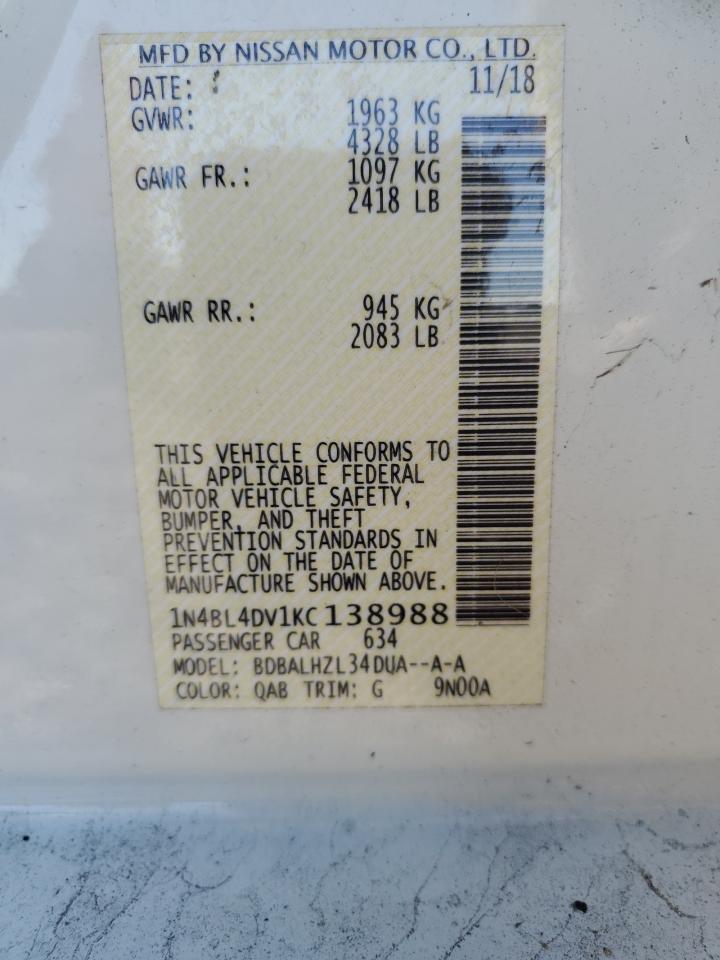 MFD BY NISSAN MOTOR CO., LTD.
DATE: 11/18
GVWR: 1963 KG
4328 LB
GAWR FR.: 1097 KG
2418 LB
GAWR RR.: 945 KG
2083 LB
THIS VEHICLE CONFORMS TO
ALL APPLICABLE FEDERAL
MOTOR VEHICLE SAFETY,
BUMPER, AND THEFT
PREVENTION STANDARDS IN
EFFECT ON THE DATE OF
MANUFACTURE SHOWN ABOVE.
1N4BL4DV1KC138988
PASSENGER CAR 634
MODEL: BDBALHZL34DUA--A-A
COLOR: QAB TRIM: G 9N00A